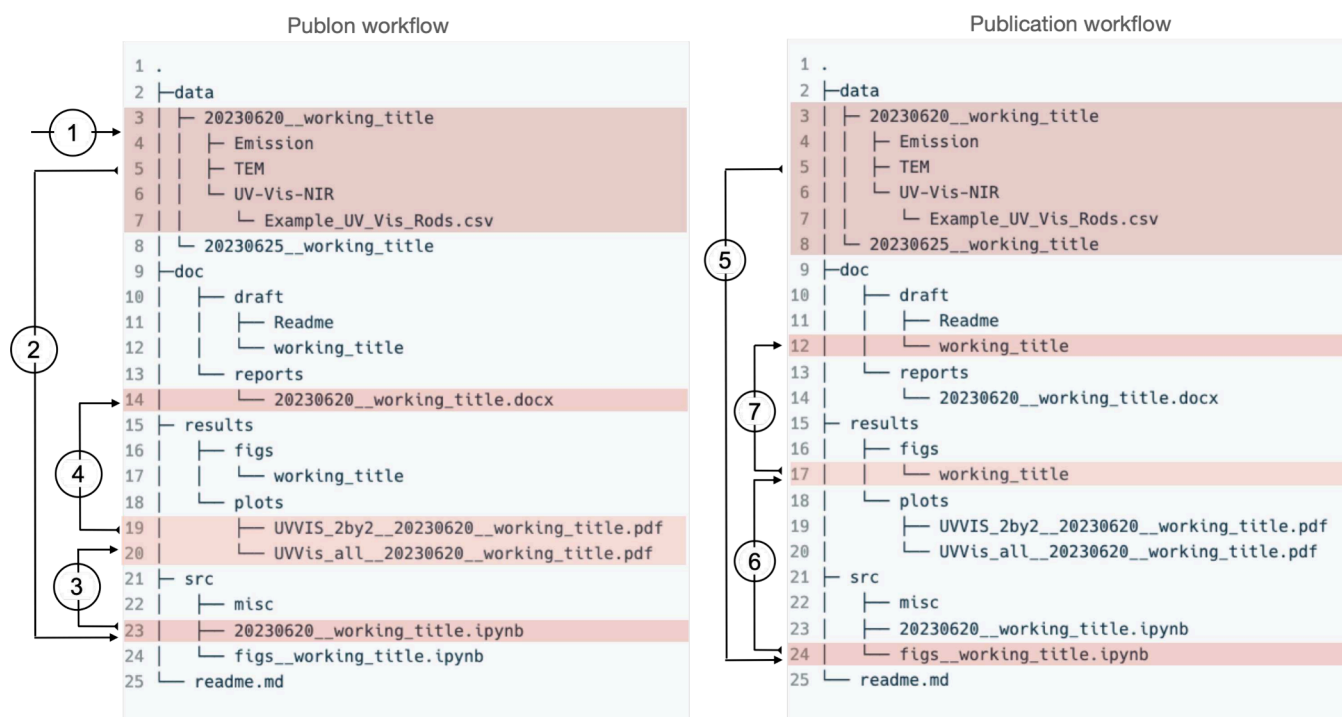 Publon workflow
1 .
2 ├─data
3 │ ├─ 20230620__working_title
4 │ │ ├─ Emission
5 │ │ ├─ TEM
6 │ │ └─ UV-Vis-NIR
7 │ │ └─ Example_UV_Vis_Rods.csv
8 │ └─ 20230625__working_title
9 ├─doc
10 │ ├── draft
11 │ │ ├── Readme
12 │ │ └── working_title
13 │ └── reports
14 │ └── 20230620__working_title.docx
15 ├─ results
16 │ ├── figs
17 │ │ └── working_title
18 │ └── plots
19 │ ├── UVVIS_2by2__20230620__working_title.pdf
20 │ └── UVVis_all__20230620__working_title.pdf
21 ├─ src
22 │ ├── misc
23 │ ├── 20230620__working_title.ipynb
24 │ └── figs__working_title.ipynb
25 └── readme.md
1
2
4
3
Publication workflow
1 .
2 ├─data
3 │ ├─ 20230620__working_title
4 │ │ ├─ Emission
5 │ │ ├─ TEM
6 │ │ └─ UV-Vis-NIR
7 │ │ └─ Example_UV_Vis_Rods.csv
8 │ └─ 20230625__working_title
9 ├─doc
10 │ ├── draft
11 │ │ ├── Readme
12 │ │ └── working_title
13 │ └── reports
14 │ └── 20230620__working_title.docx
15 ├─ results
16 │ ├── figs
17 │ │ └── working_title
18 │ └── plots
19 │ ├── UVVIS_2by2__20230620__working_title.pdf
20 │ └── UVVis_all__20230620__working_title.pdf
21 ├─ src
22 │ ├── misc
23 │ ├── 20230620__working_title.ipynb
24 │ └── figs__working_title.ipynb
25 └── readme.md
5
7
6